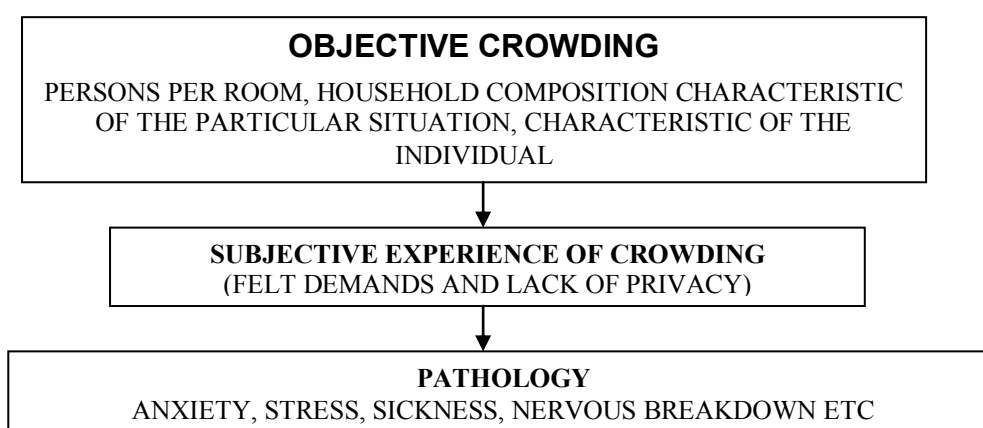 OBJECTIVE CROWDING
PERSONS PER ROOM, HOUSEHOLD COMPOSITION CHARACTERISTIC
OF THE PARTICULAR SITUATION, CHARACTERISTIC OF THE
INDIVIDUAL
SUBJECTIVE EXPERIENCE OF CROWDING
(FELT DEMANDS AND LACK OF PRIVACY)
PATHOLOGY
ANXIETY, STRESS, SICKNESS, NERVOUS BREAKDOWN ETC